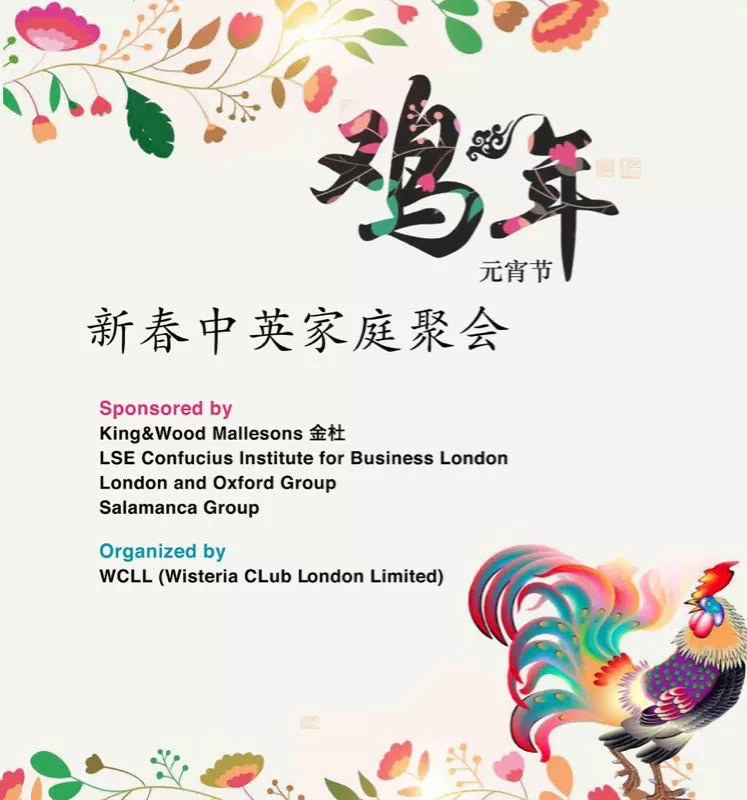 鸡年
元宵节
新春中英家庭聚会
Sponsored by
King&Wood Mallesons 金杜
LSE Confucius Institute for Business London
London and Oxford Group
Salamanca Group
Organized by
WCLL (Wisteria CLub London Limited)